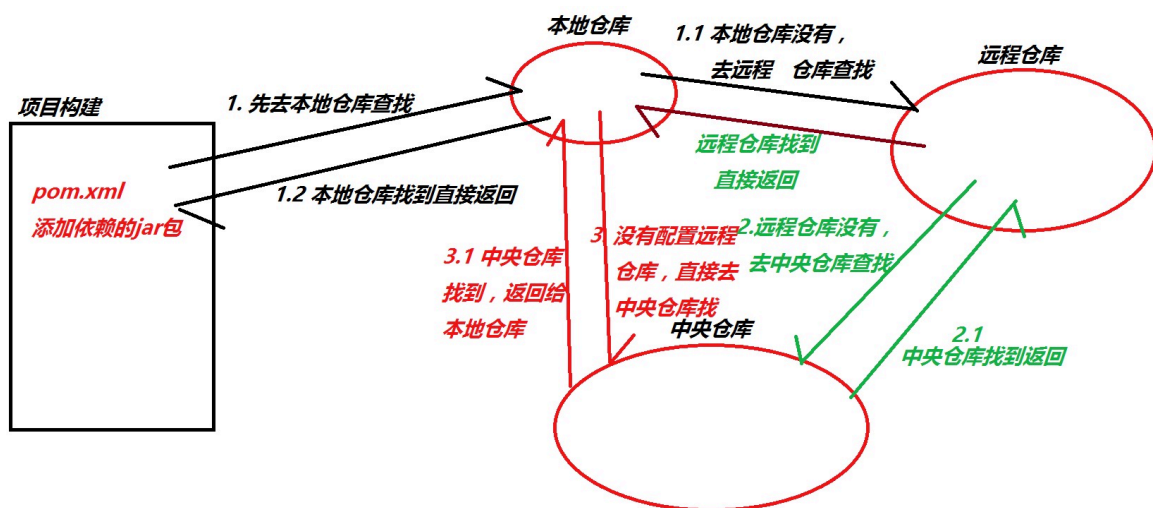 本地仓库
1.1 本地仓库没有，
去远程 仓库查找
远程仓库
项目构建
1. 先去本地仓库查找
pom.xml
添加依赖的jar包
1.2 本地仓库找到直接返回
远程仓库找到
直接返回
3.1 中央仓库
找到，返回给
本地仓库
3 没有配置远程
仓库，直接去
中央仓库找
2.远程仓库没有，
去中央仓库查找
中央仓库
2.1
中央仓库找到返回